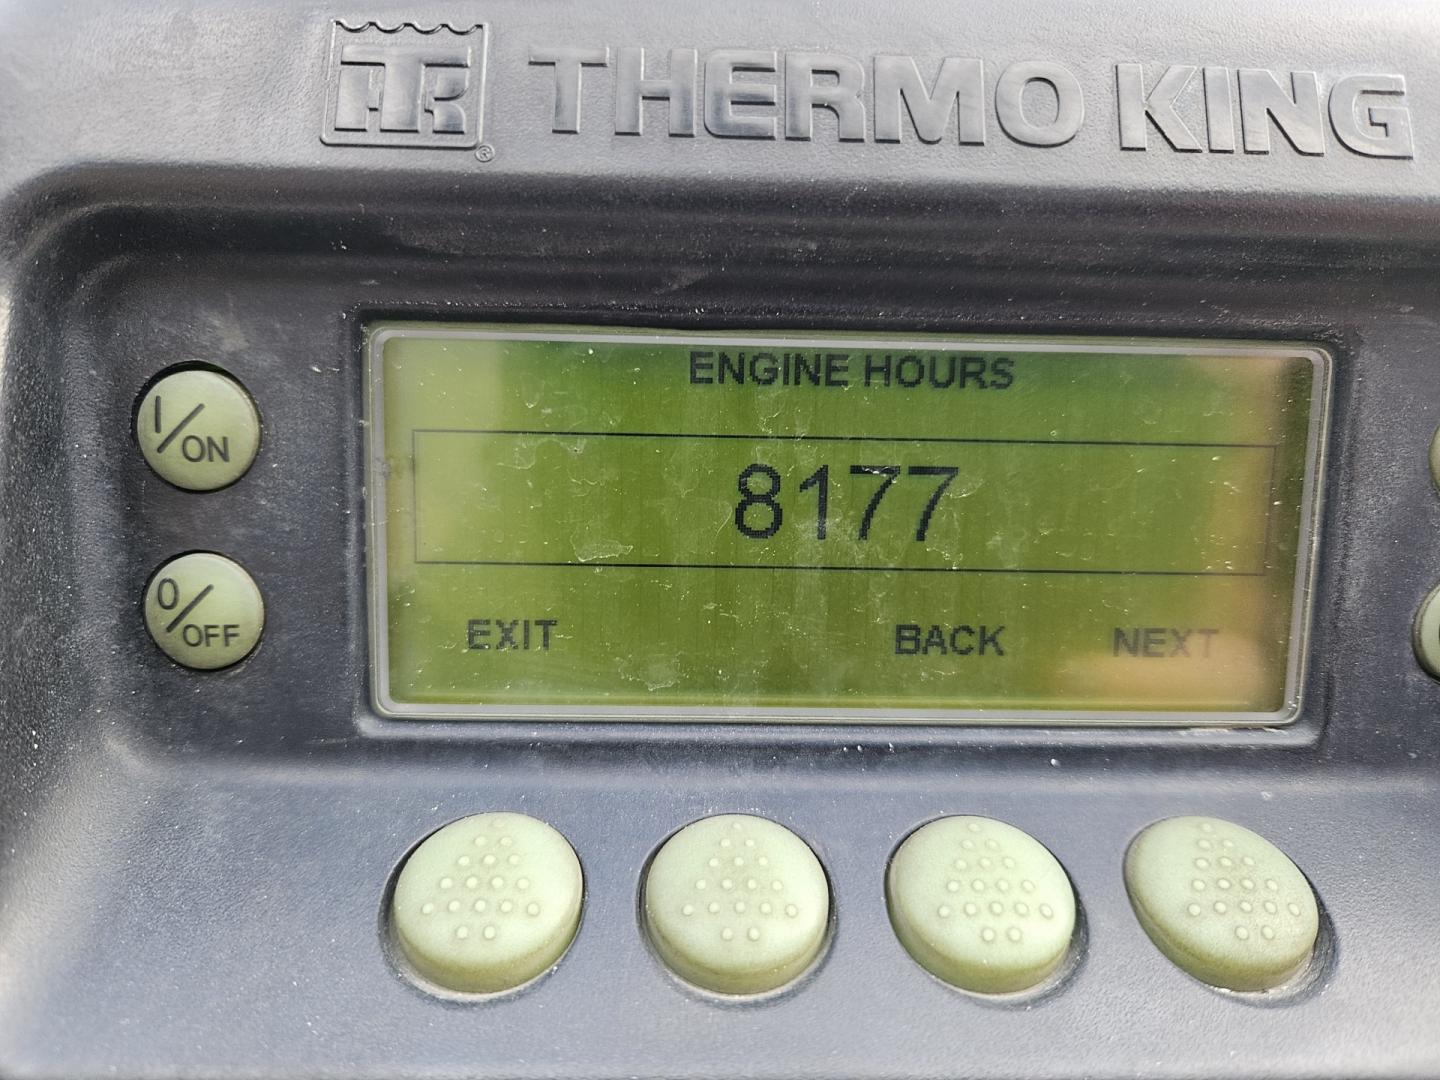 THERMO KING
®
ENGINE HOURS
8177
EXIT BACK NEXT
I/ON
0/OFF